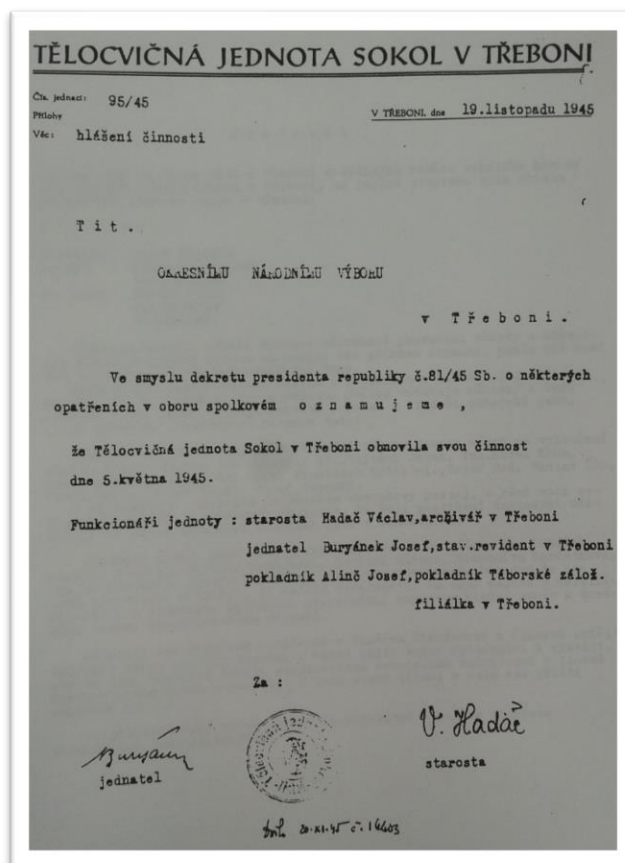 TĚLOCVIČNÁ JEDNOTA SOKOL V TŘEBONI
Čís. jednací: 95/45
Přílohy
V TŘEBONI, dne 19.listopadu 1945
Věc: hlášení činnosti
T i t .
OKRESNÍMU NÁRODNÍMU VÝBORU
v T ř e b o n i .
Ve smyslu dekretu presidenta republiky č.81/45 Sb. o některých
opatřeních v oboru spolkovém o z n a m u j e m e ,
že Tělocvičná jednota Sokol v Třeboni obnovila svou činnost
dne 5.května 1945.
Funkcionáři jednoty : starosta Hadač Václav,archivář v Třeboni
jednatel Buryánek Josef,stav.revident v Třeboni
pokladník Alinč Josef,pokladník Táborské zálož.
filiálka v Třeboni.
Za :
V. Hadač
jednatel
starosta
20.XI.45 č.